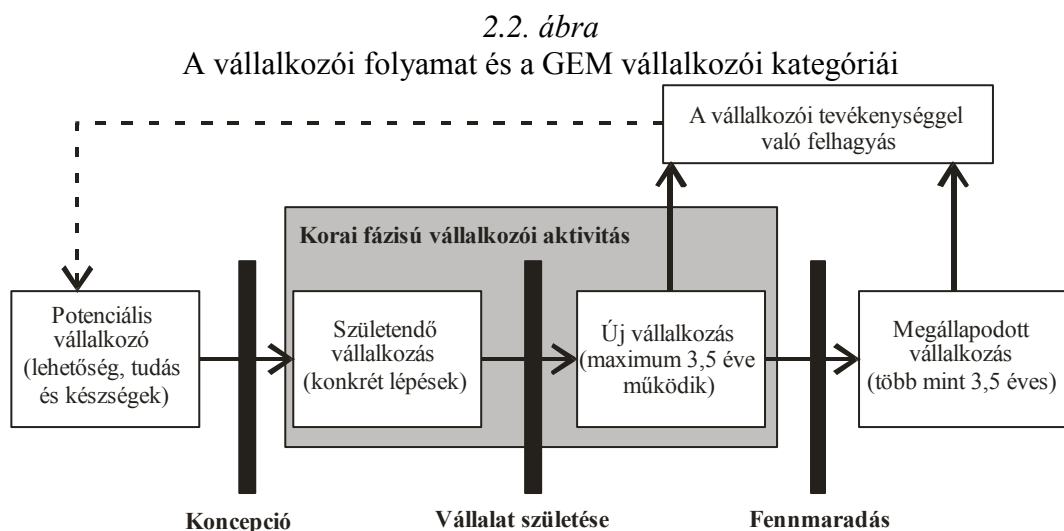 2.2. ábra
A vállalkozói folyamat és a GEM vállalkozói kategóriái
A vállalkozói tevékenységgel
való felhagyás
Korai fázisú vállalkozói aktivitás
Potenciális
vállalkozó
(lehetőség, tudás
és készségek)
Születendő
vállalkozás
(konkrét lépések)
Új vállalkozás
(maximum 3,5 éve
működik)
Megállapodott
vállalkozás
(több mint 3,5 éves)
Koncepció
Vállalat születése
Fennmaradás